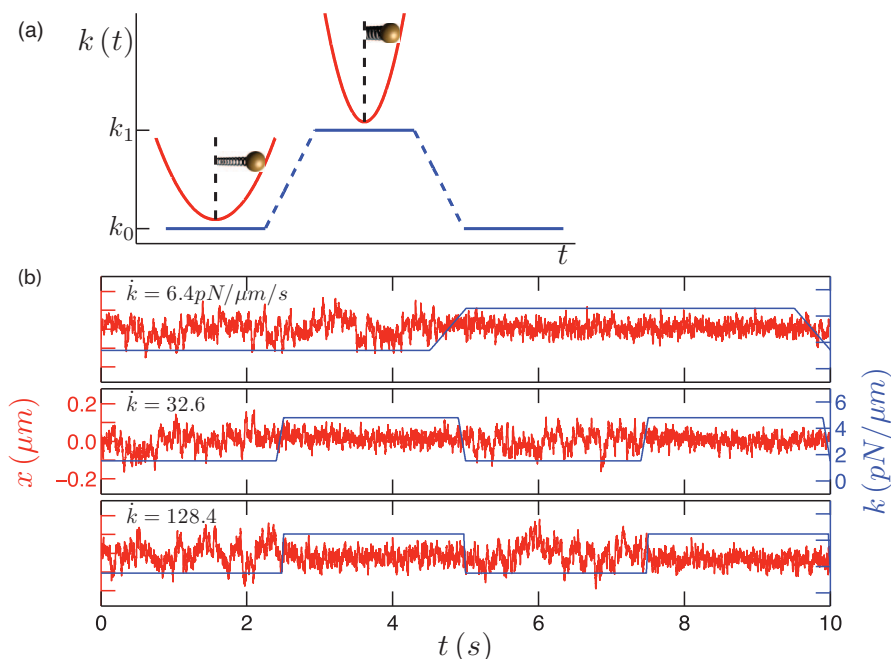 (a)
k (t)
k₁
k₀
t
(b)
k̇ = 6.4pN/μm/s
k̇ = 32.6
k̇ = 128.4
x (μm)
0.2
0.0
−0.2
6
4
2
0
k (pN/μm)
0 2 4 6 8 10
t (s)